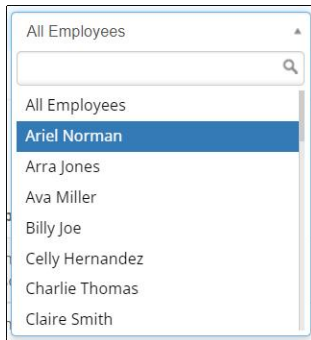 All Employees
All Employees
Ariel Norman
Arra Jones
Ava Miller
Billy Joe
Celly Hernandez
Charlie Thomas
Claire Smith